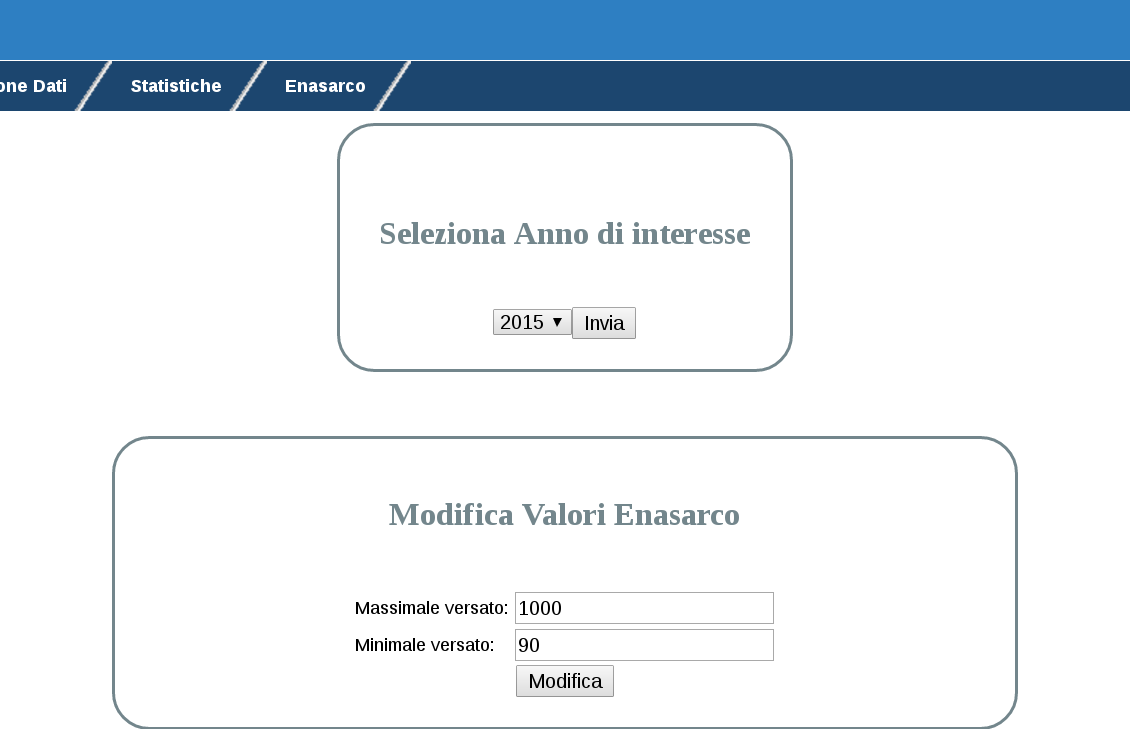 one Dati
Statistiche
Enasarco
Seleziona Anno di interesse
2015
Invia
Modifica Valori Enasarco
Massimale versato: 1000
Minimale versato: 90
Modifica